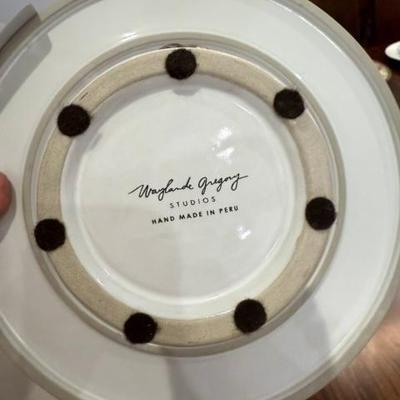 Waylande Gregory
STUDIOS
HAND MADE IN PERU